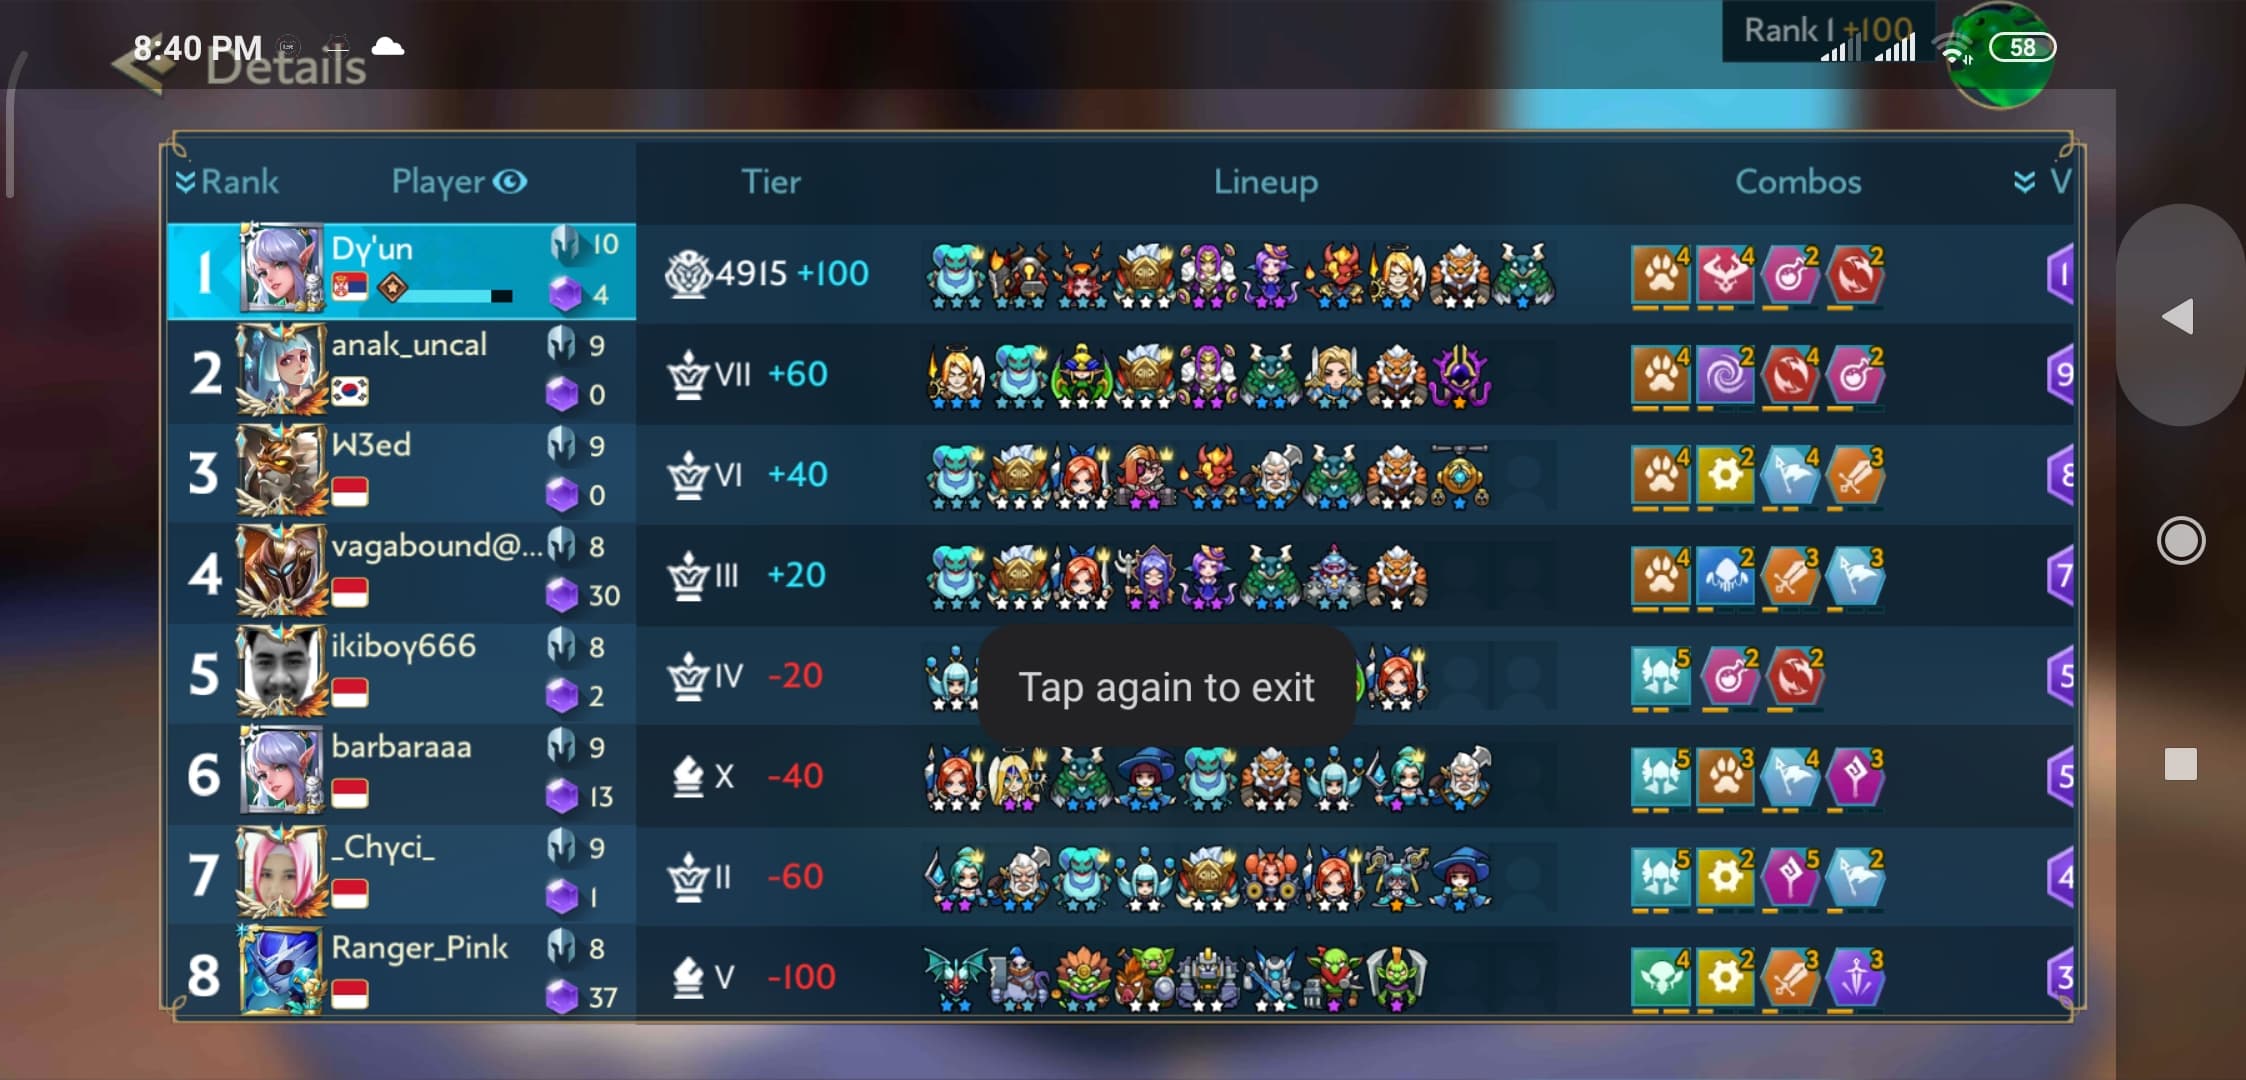 8:40 PM
Details
Rank 1 +100
58
Rank Player Tier Lineup Combos V
1 Dy'un 10 4 4915 +100 4 4 2 2 1
2 anak_uncal 9 0 VII +60 4 2 4 2 9
3 W3ed 9 0 VI +40 4 2 4 3 8
4 vagabound@... 8 30 III +20 4 2 3 3 7
5 ikiboy666 8 2 IV -20 5 2 2 5
6 barbaraaa 9 13 X -40 5 3 4 3 5
7 _Chyci_ 9 1 II -60 5 2 5 2 4
8 Ranger_Pink 8 37 V -100 4 2 3 3 3
Tap again to exit